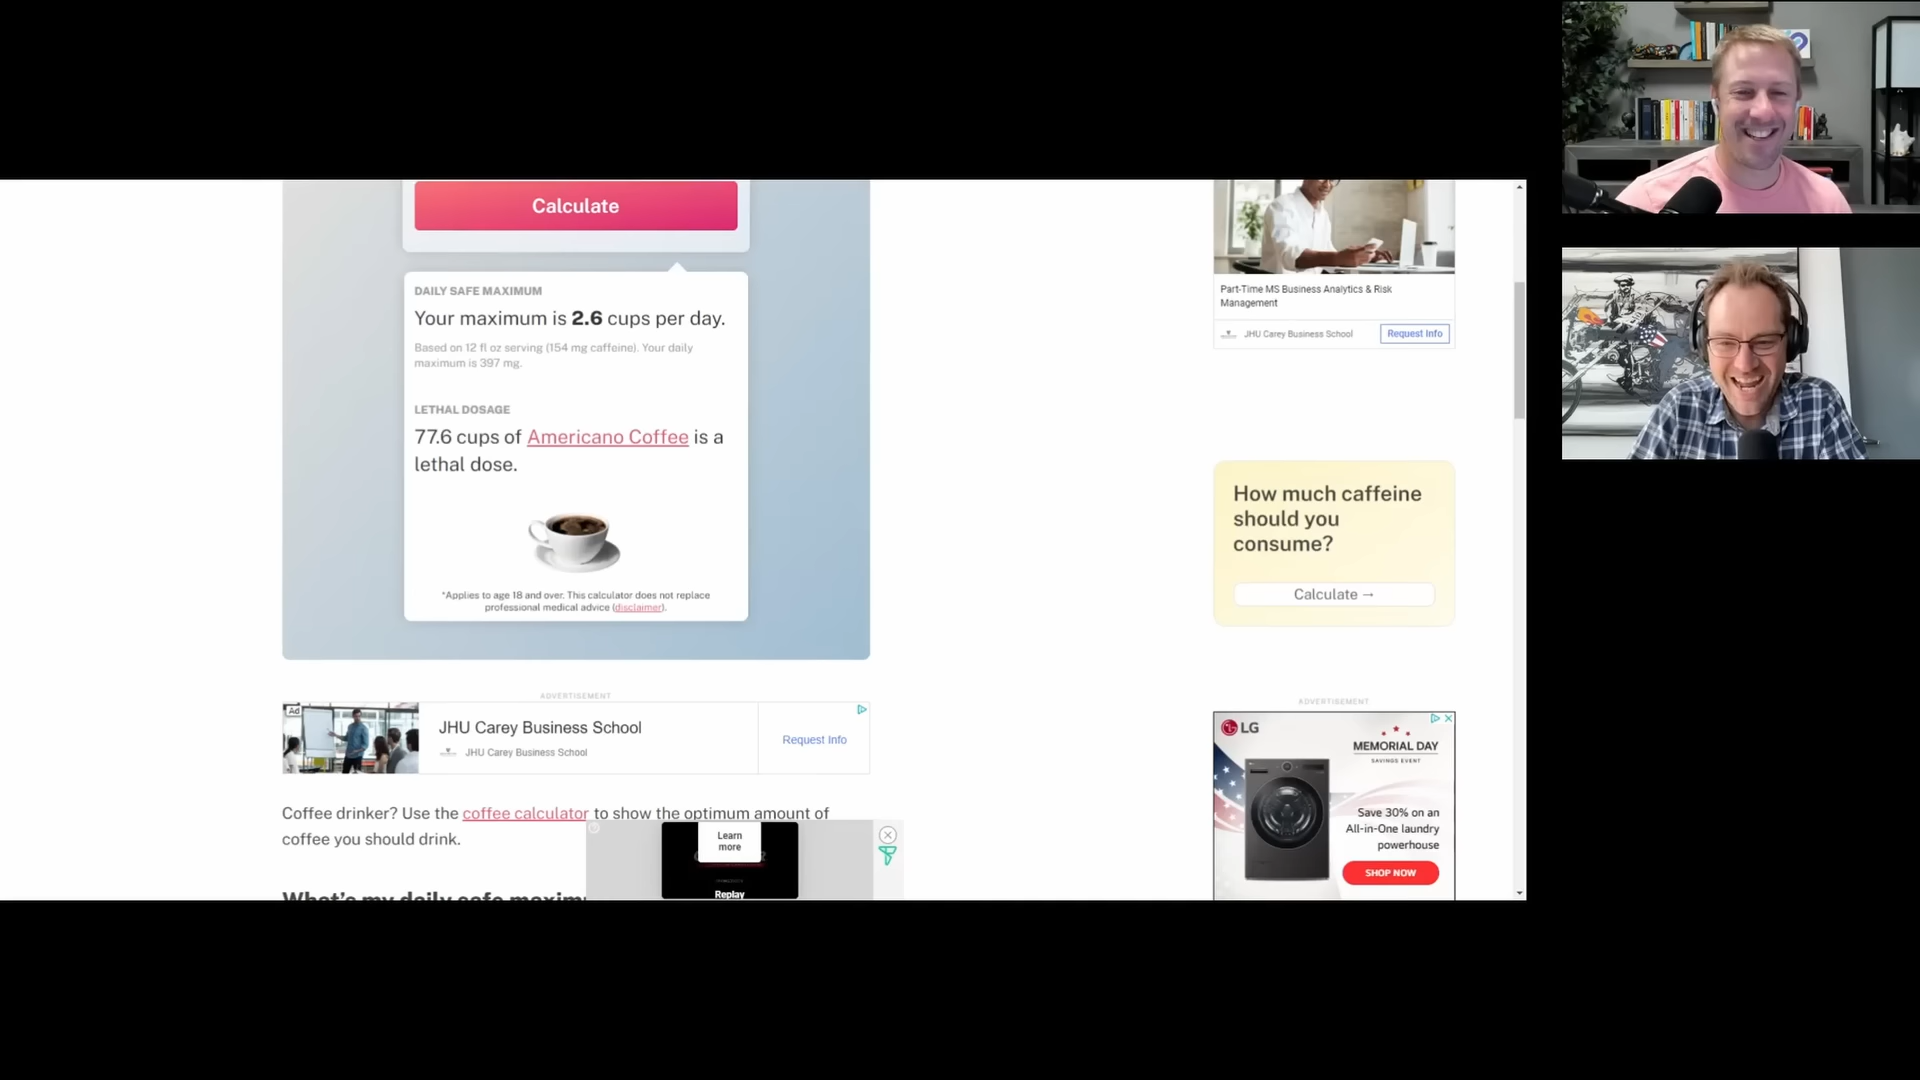 Calculate
DAILY SAFE MAXIMUM
Your maximum is 2.6 cups per day.
Based on 12 fl oz serving (154 mg caffeine). Your daily
maximum is 397 mg.
LETHAL DOSAGE
77.6 cups of Americano Coffee is a
lethal dose.
*Applies to age 18 and over. This calculator does not replace
professional medical advice (disclaimer).
ADVERTISEMENT
Ad
JHU Carey Business School
JHU Carey Business School
Request Info
Coffee drinker? Use the coffee calculator to show the optimum amount of
coffee you should drink.
Learn
more
Replay
What's my daily safe maxim
Part-Time MS Business Analytics & Risk
Management
JHU Carey Business School
Request Info
How much caffeine
should you
consume?
Calculate →
ADVERTISEMENT
LG
MEMORIAL DAY
SAVINGS EVENT
Save 30% on an
All-in-One laundry
powerhouse
SHOP NOW